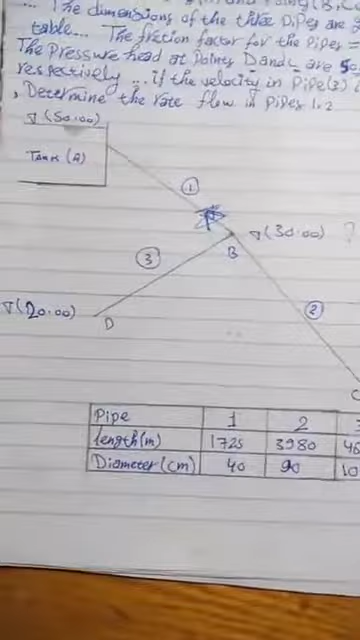 ... The dimensions of the three Pipes are
table... The friction factor for the pipes =
The Pressure head at Points D and C are 50.
respectively ... if the velocity in Pipe(3)
, Determine the rate flow in Pipes 1.2
▽(50.00)
TANK(A)
①
③
B
▽(30.00) ?
▽(20.00)
D
②
C
Pipe 1 2
length(m) 1725 3980
Diameter(cm) 40 90 10